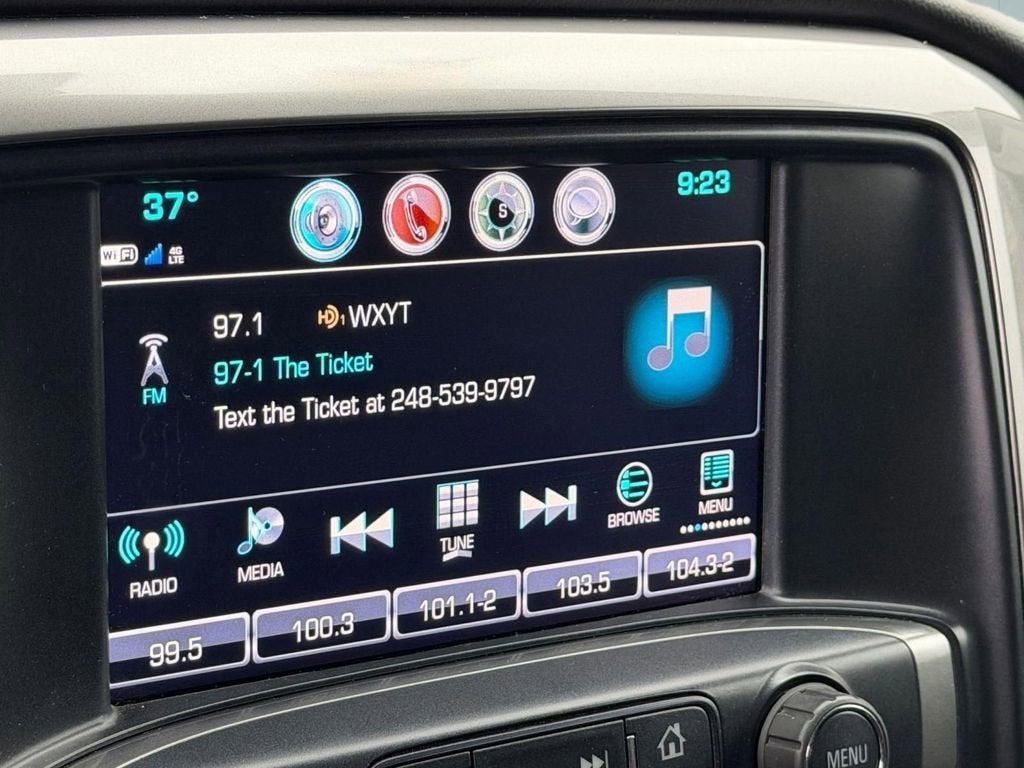 37°
9:23
WiFi
4G
LTE
S
97.1 HD1 WXYT
97-1 The Ticket
FM
Text the Ticket at 248-539-9797
RADIO
MEDIA
TUNE
BROWSE
MENU
99.5
100.3
101.1-2
103.5
104.3-2
MENU